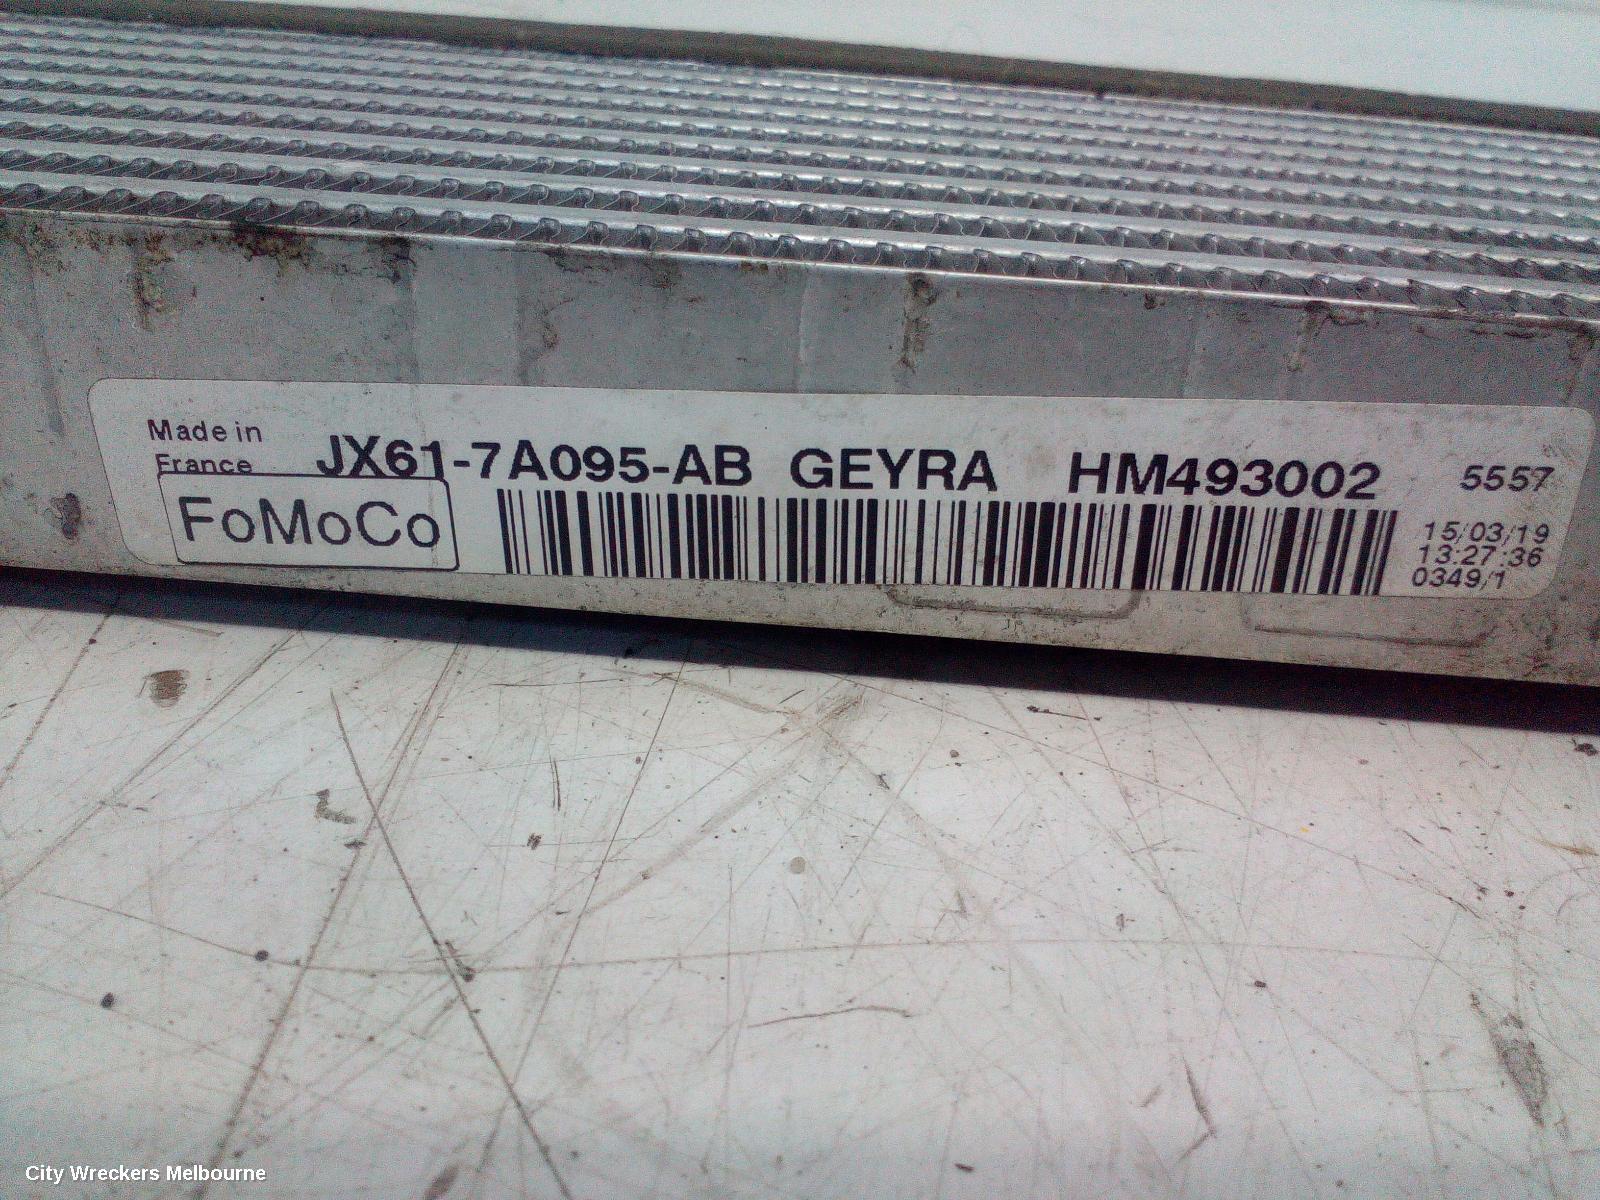 Made in
France
JX61-7A095-AB GEYRA HM493002 5557
FoMoCo
15/03/19
13:27:36
0349/1
City Wreckers Melbourne